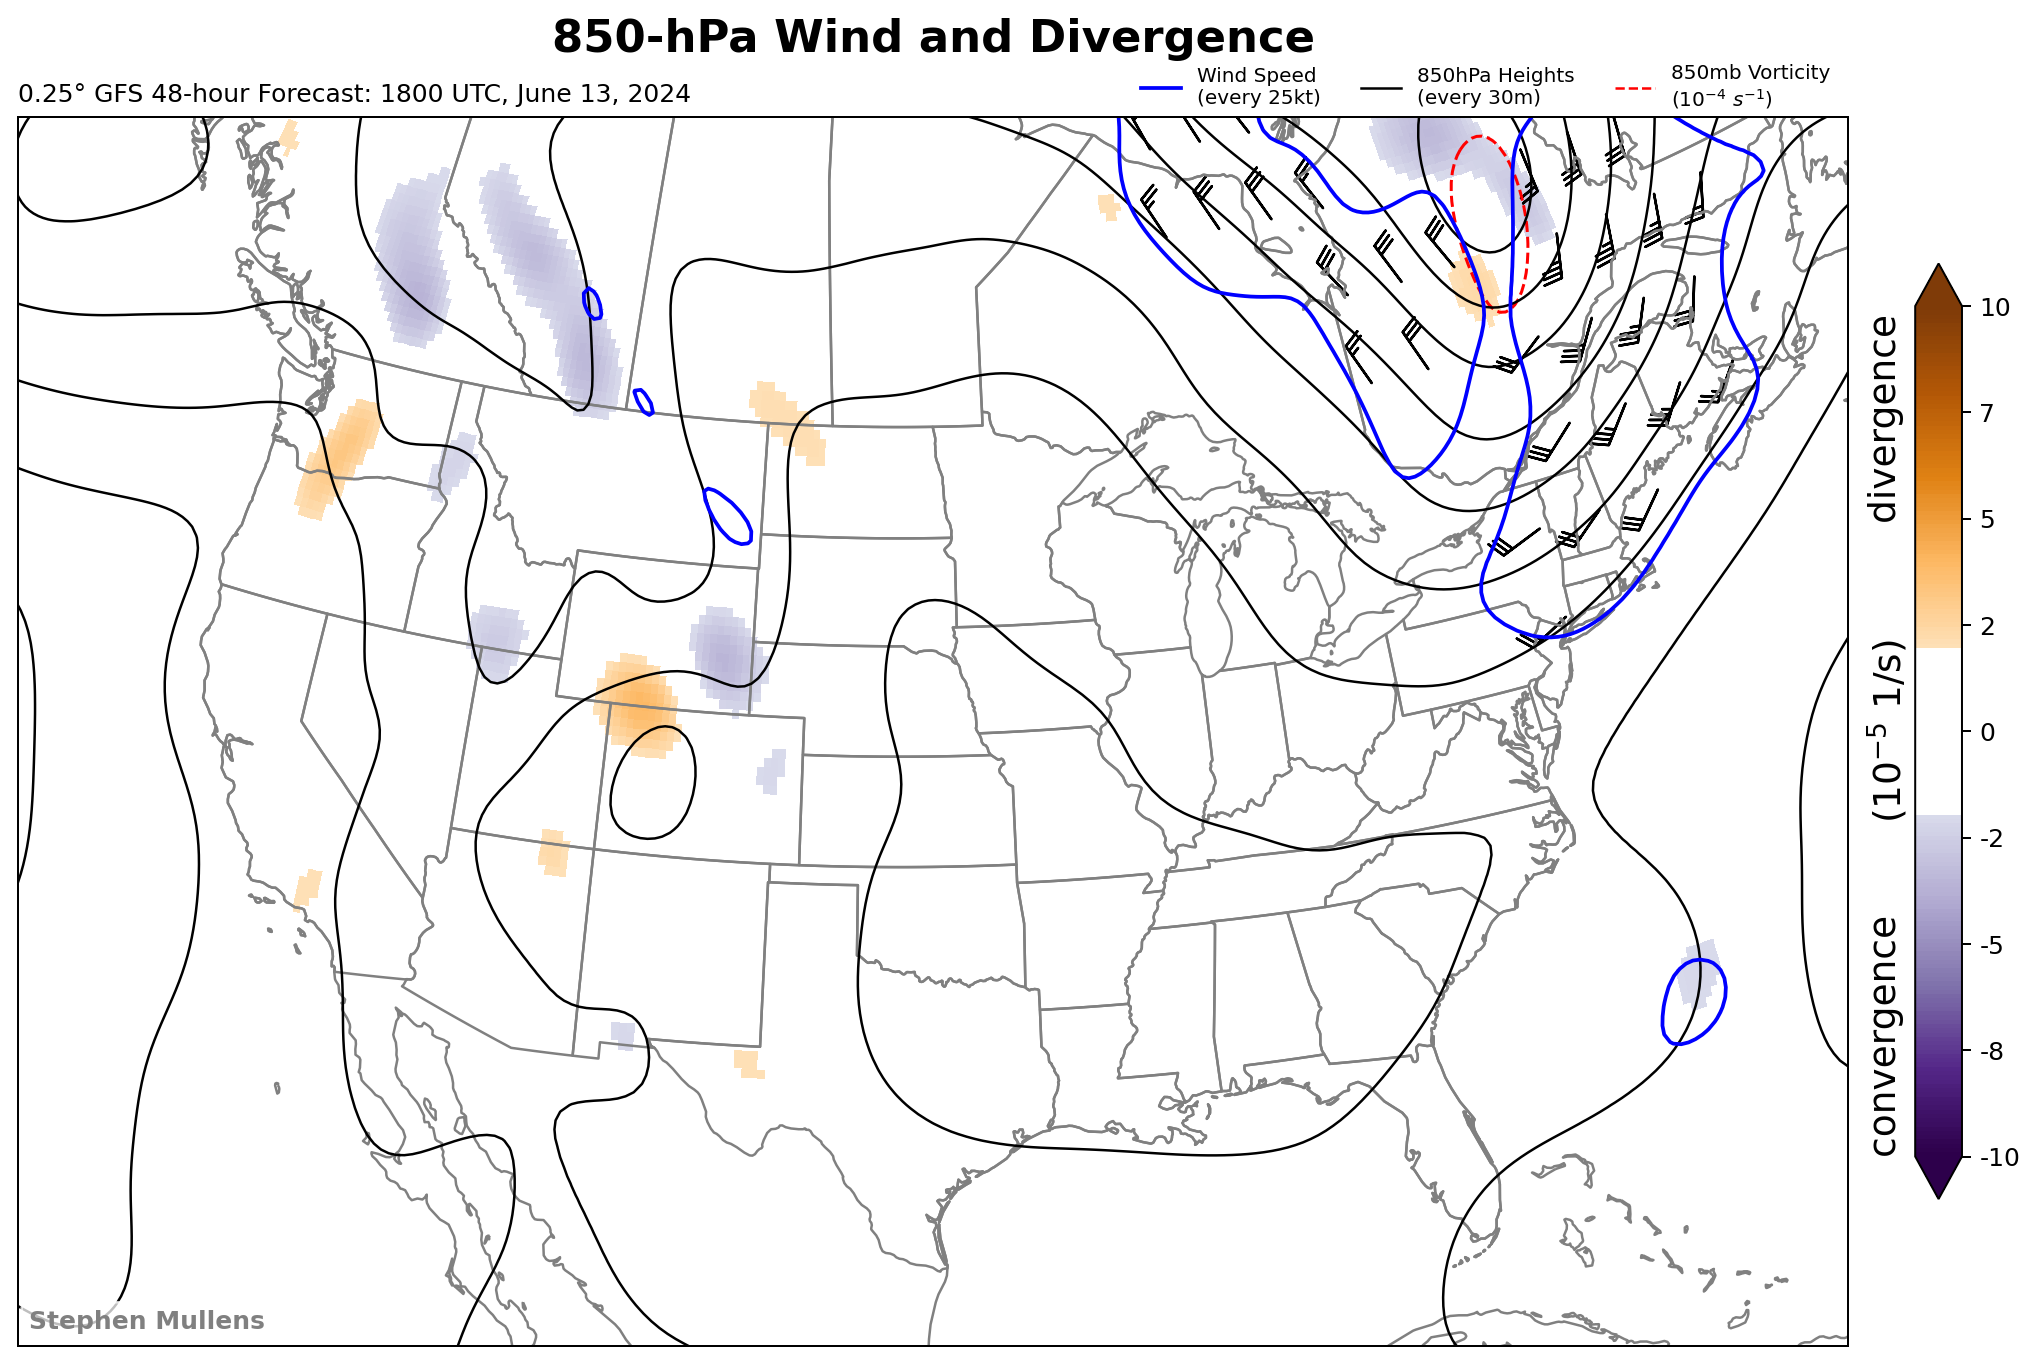 850-hPa Wind and Divergence
0.25° GFS 48-hour Forecast: 1800 UTC, June 13, 2024
Wind Speed
(every 25kt)
850hPa Heights
(every 30m)
850mb Vorticity
(10⁻⁴ s⁻¹)
10
7
5
2
0
-2
-5
-8
-10
convergence (10⁻⁵ 1/s) divergence
Stephen Mullens